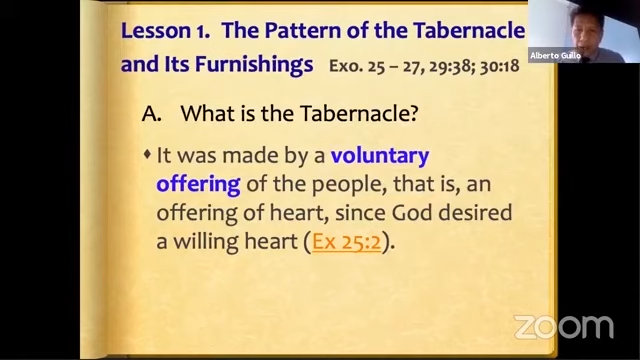 Lesson 1. The Pattern of the Tabernacle
and Its Furnishings Exo. 25 – 27, 29:38; 30:18
Alberto Gullo
A. What is the Tabernacle?
♦ It was made by a voluntary
offering of the people, that is, an
offering of heart, since God desired
a willing heart (Ex 25:2).
zoom